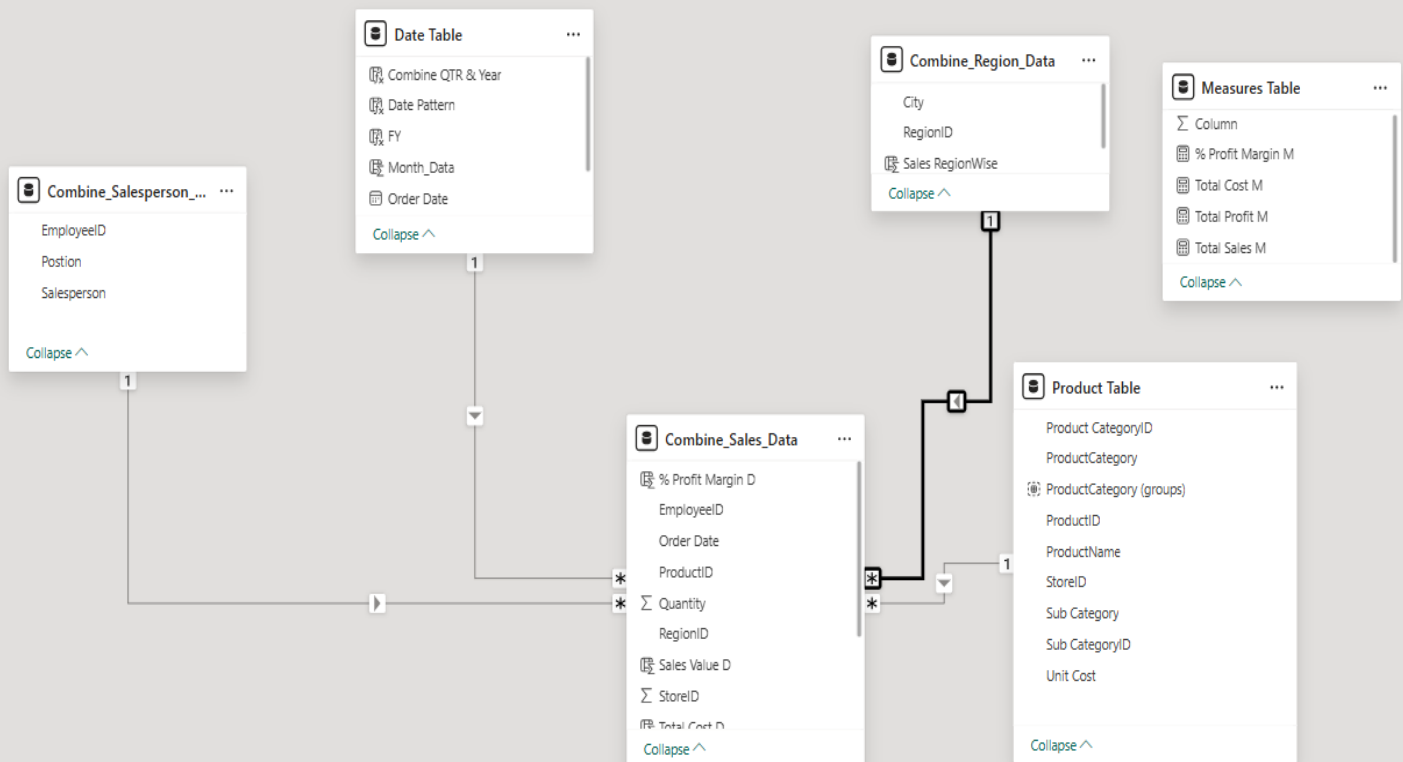 Date Table
...
Combine QTR & Year
Date Pattern
FY
Month_Data
Order Date
Collapse
1
Combine_Region_Data
...
City
RegionID
Sales RegionWise
Collapse
1
Measures Table
...
Column
% Profit Margin M
Total Cost M
Total Profit M
Total Sales M
Collapse
Combine_Salesperson_...
...
EmployeeID
Postion
Salesperson
Collapse
1
Combine_Sales_Data
...
% Profit Margin D
EmployeeID
Order Date
ProductID
Quantity
RegionID
Sales Value D
StoreID
Total Cost D
Collapse
*
*
*
*
Product Table
...
Product CategoryID
ProductCategory
ProductCategory (groups)
ProductID
ProductName
StoreID
Sub Category
Sub CategoryID
Unit Cost
Collapse
1